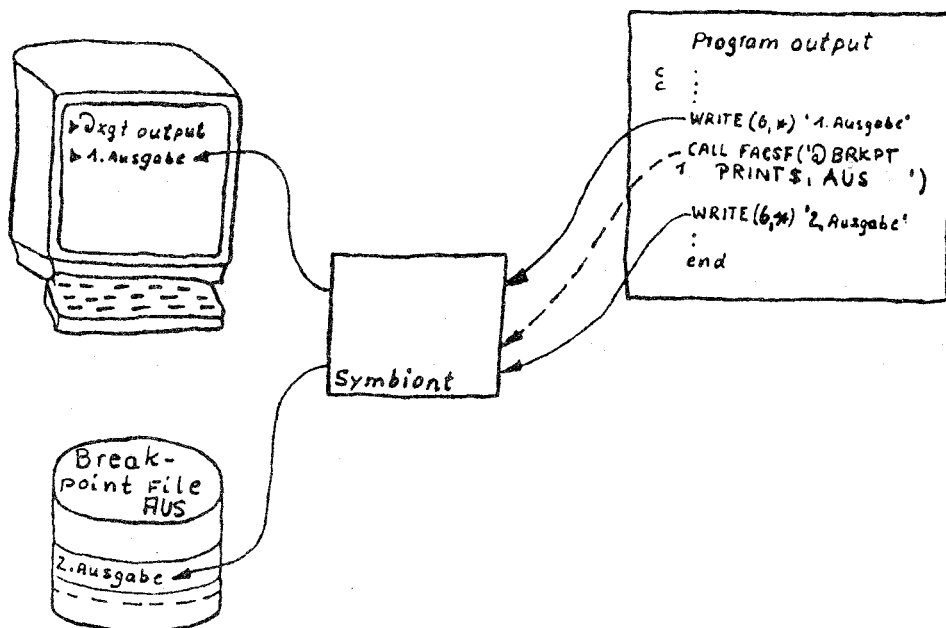 ▶@xqt output
▶1.Ausgabe
Symbiont
Break-
point File
AUS
2.Ausgabe
Program output
C :
C :
WRITE(6,*) '1.Ausgabe'
CALL FACSF('@BRKPT
1 PRINT$, AUS ')
WRITE(6,*) '2.Ausgabe'
:
end